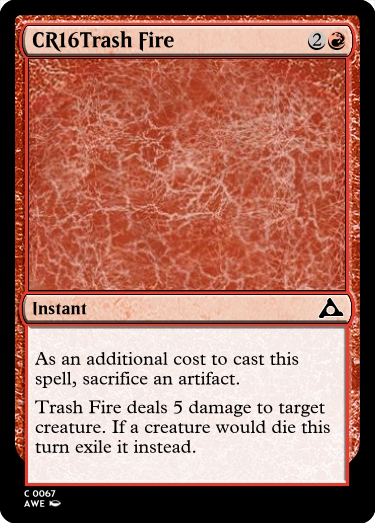 CR16Trash Fire 2
Instant
As an additional cost to cast this
spell, sacrifice an artifact.
Trash Fire deals 5 damage to target
creature. If a creature would die this
turn exile it instead.
C 0067
AWE